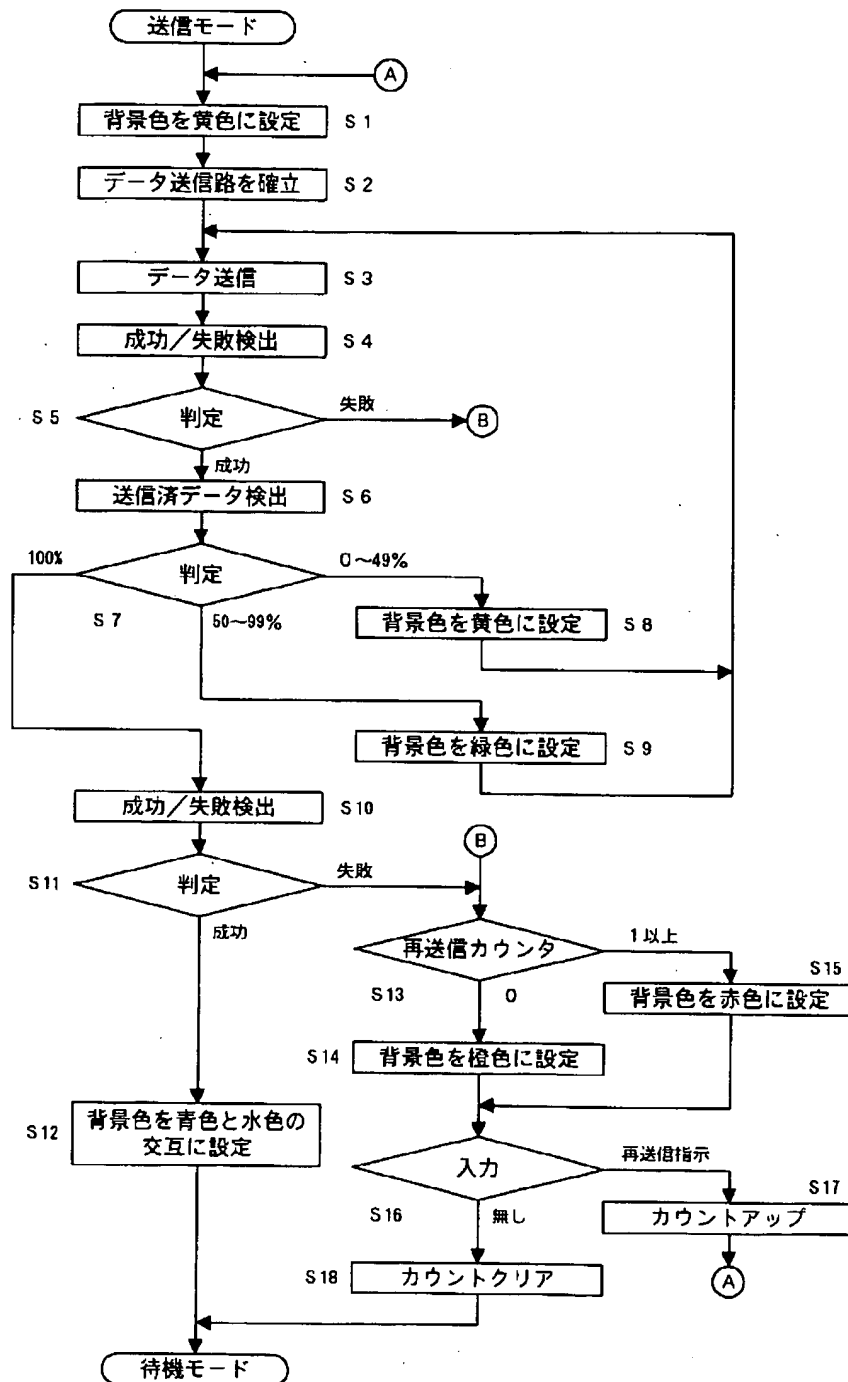 送信モード
A
背景色を黄色に設定 S1
データ送信路を確立 S2
データ送信 S3
成功／失敗検出 S4
S5 判定 失敗 B
成功
送信済データ検出 S6
100% 判定 0～49%
S7 50～99%
背景色を黄色に設定 S8
背景色を緑色に設定 S9
成功／失敗検出 S10
B
S11 判定 失敗
成功
再送信カウンタ 1以上
S13 0
S15
背景色を赤色に設定
S14 背景色を橙色に設定
S12 背景色を青色と水色の
交互に設定
入力 再送信指示
S16 無し
S17
カウントアップ
A
S18 カウントクリア
待機モード